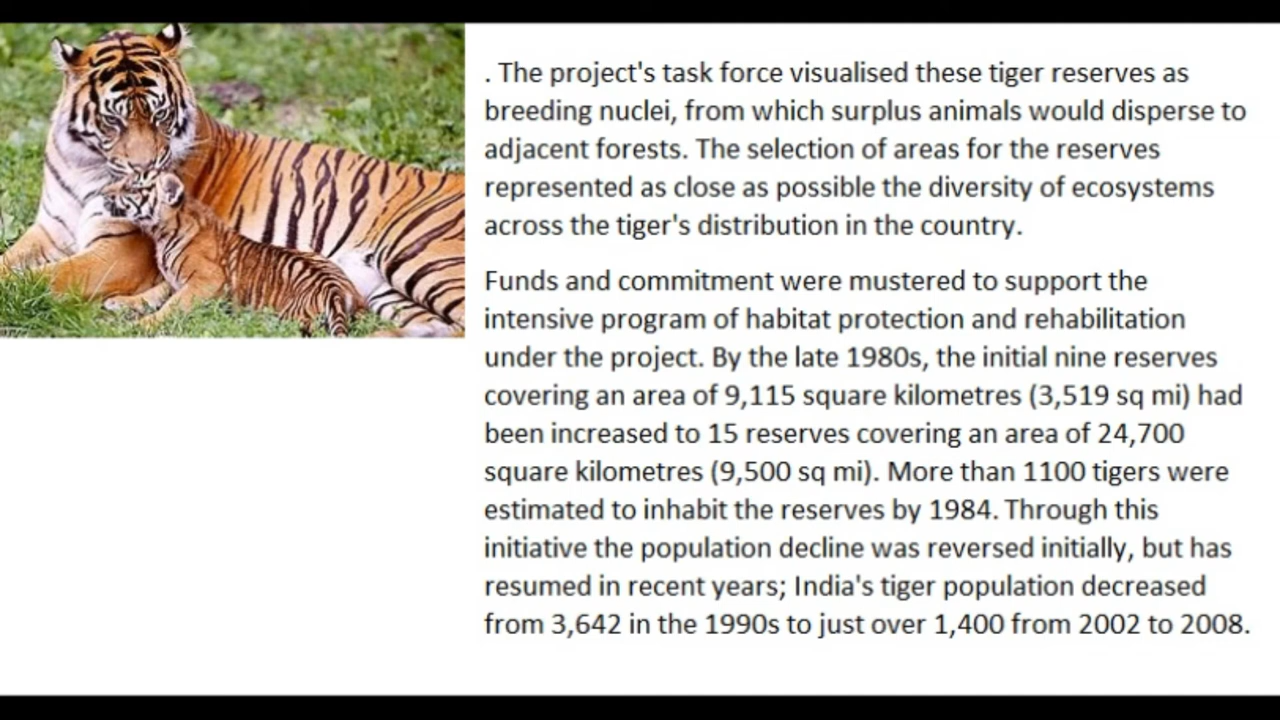 . The project's task force visualised these tiger reserves as
breeding nuclei, from which surplus animals would disperse to
adjacent forests. The selection of areas for the reserves
represented as close as possible the diversity of ecosystems
across the tiger's distribution in the country.
Funds and commitment were mustered to support the
intensive program of habitat protection and rehabilitation
under the project. By the late 1980s, the initial nine reserves
covering an area of 9,115 square kilometres (3,519 sq mi) had
been increased to 15 reserves covering an area of 24,700
square kilometres (9,500 sq mi). More than 1100 tigers were
estimated to inhabit the reserves by 1984. Through this
initiative the population decline was reversed initially, but has
resumed in recent years; India's tiger population decreased
from 3,642 in the 1990s to just over 1,400 from 2002 to 2008.